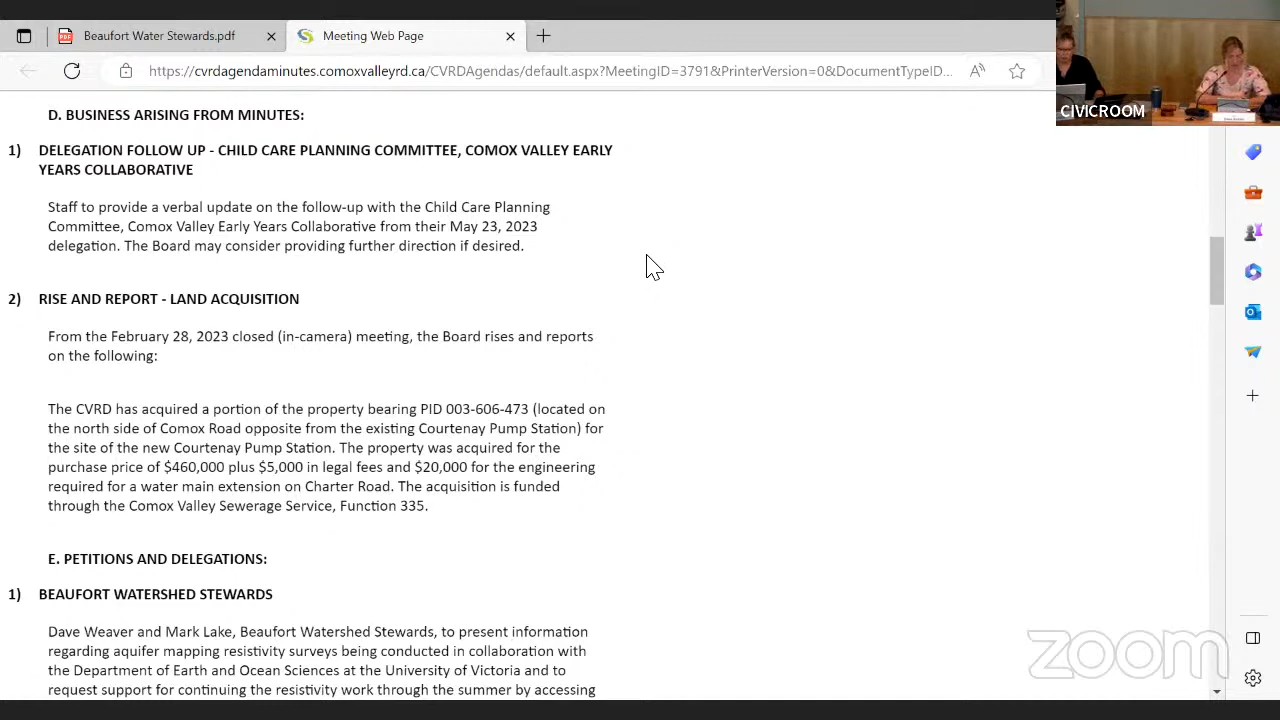 Beaufort Water Stewards.pdf
Meeting Web Page
https://cvrdagendaminutes.comoxvalleyrd.ca/CVRDAgendas/default.aspx?MeetingID=3791&PrinterVersion=0&DocumentTypeID...
CIVICROOM
D. BUSINESS ARISING FROM MINUTES:
1) DELEGATION FOLLOW UP - CHILD CARE PLANNING COMMITTEE, COMOX VALLEY EARLY
YEARS COLLABORATIVE
Staff to provide a verbal update on the follow-up with the Child Care Planning
Committee, Comox Valley Early Years Collaborative from their May 23, 2023
delegation. The Board may consider providing further direction if desired.
2) RISE AND REPORT - LAND ACQUISITION
From the February 28, 2023 closed (in-camera) meeting, the Board rises and reports
on the following:
The CVRD has acquired a portion of the property bearing PID 003-606-473 (located on
the north side of Comox Road opposite from the existing Courtenay Pump Station) for
the site of the new Courtenay Pump Station. The property was acquired for the
purchase price of $460,000 plus $5,000 in legal fees and $20,000 for the engineering
required for a water main extension on Charter Road. The acquisition is funded
through the Comox Valley Sewerage Service, Function 335.
E. PETITIONS AND DELEGATIONS:
1) BEAUFORT WATERSHED STEWARDS
Dave Weaver and Mark Lake, Beaufort Watershed Stewards, to present information
regarding aquifer mapping resistivity surveys being conducted in collaboration with
the Department of Earth and Ocean Sciences at the University of Victoria and to
request support for continuing the resistivity work through the summer by accessing
zoom